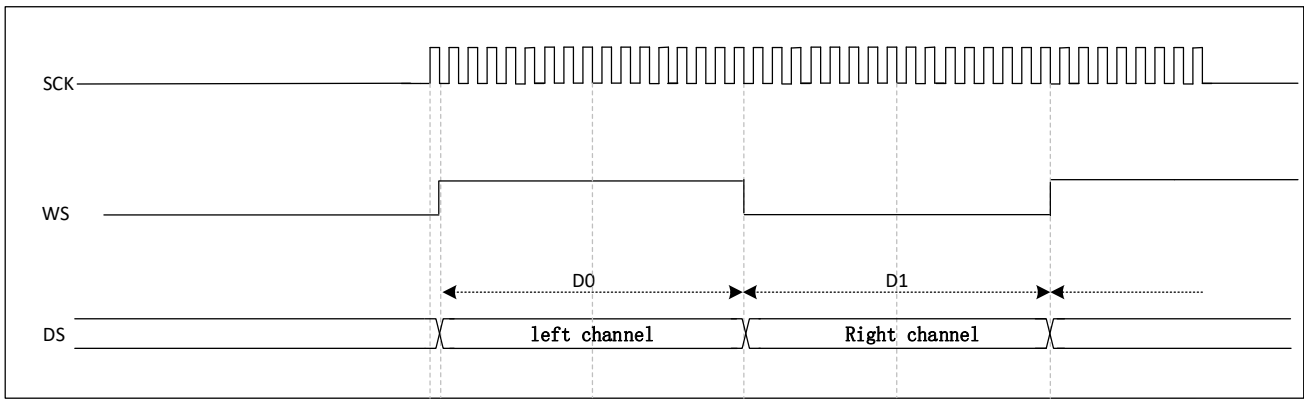 SCK
WS
D0 D1
DS left channel Right channel